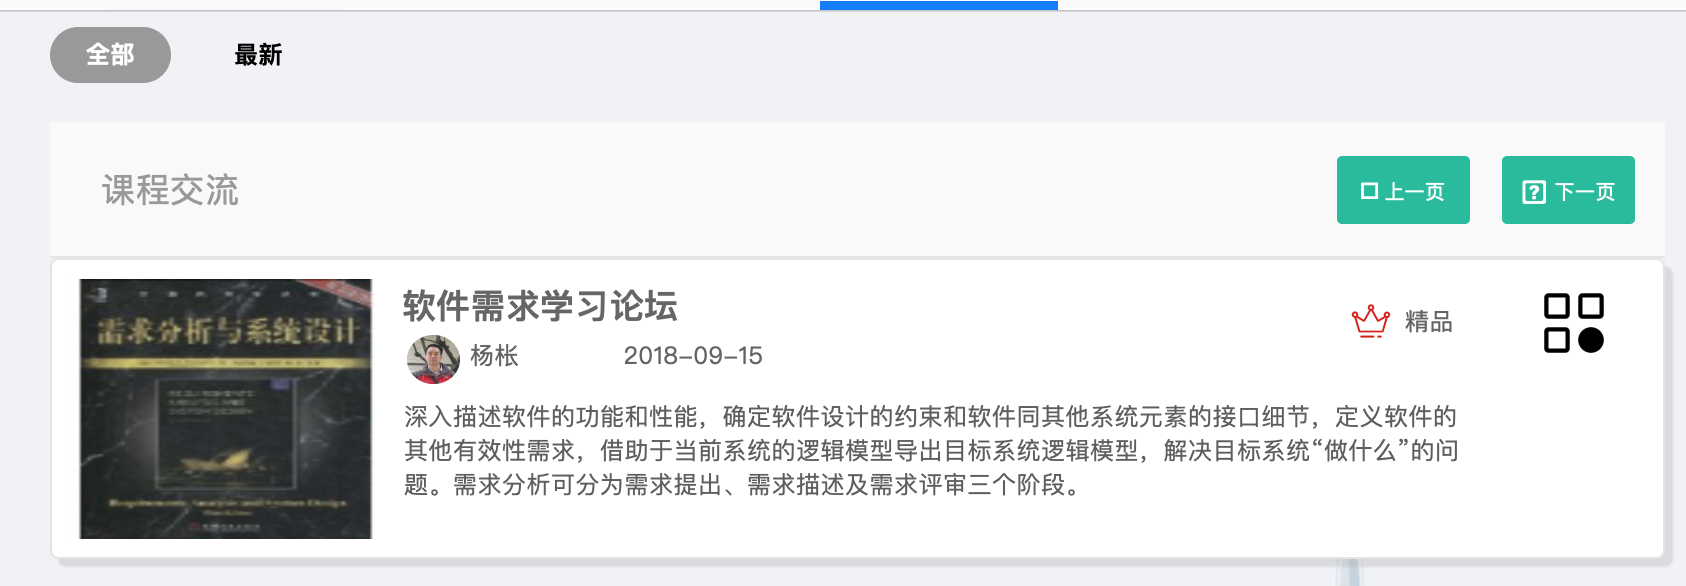 全部
最新
课程交流
上一页
下一页
需求分析与系统设计
软件需求学习论坛
精品
杨枨
2018-09-15
深入描述软件的功能和性能，确定软件设计的约束和软件同其他系统元素的接口细节，定义软件的
其他有效性需求，借助于当前系统的逻辑模型导出目标系统逻辑模型，解决目标系统“做什么”的问
题。需求分析可分为需求提出、需求描述及需求评审三个阶段。